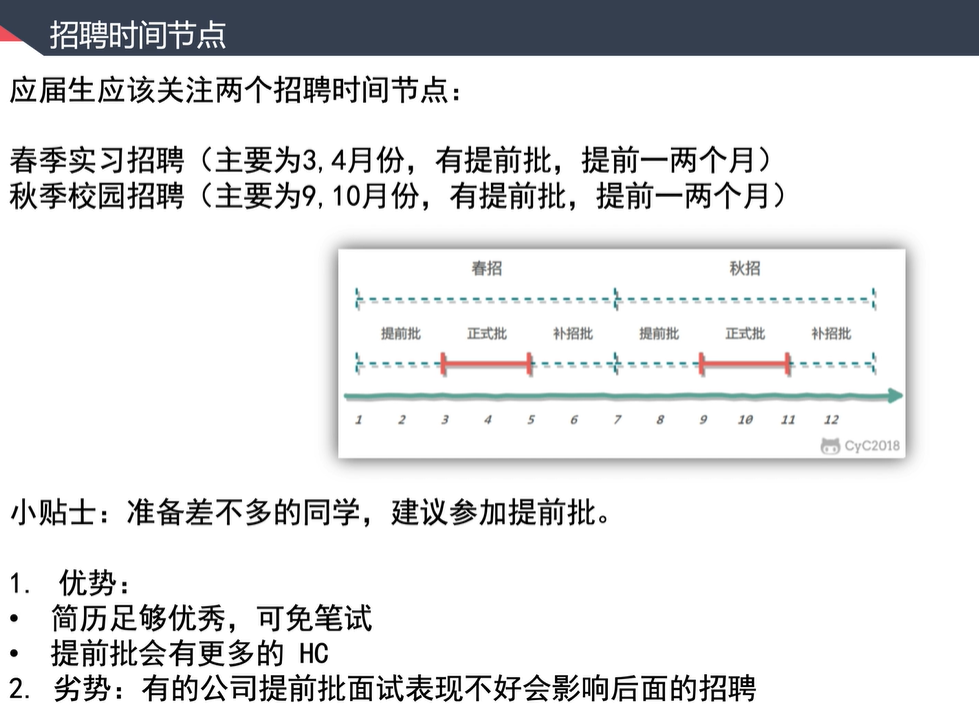 招聘时间节点
应届生应该关注两个招聘时间节点：
春季实习招聘（主要为3,4月份，有提前批，提前一两个月）
秋季校园招聘（主要为9,10月份，有提前批，提前一两个月）
春招 秋招
提前批 正式批 补招批 提前批 正式批 补招批
1 2 3 4 5 6 7 8 9 10 11 12
CyC2018
小贴士：准备差不多的同学，建议参加提前批。
1. 优势：
• 简历足够优秀，可免笔试
• 提前批会有更多的 HC
2. 劣势：有的公司提前批面试表现不好会影响后面的招聘